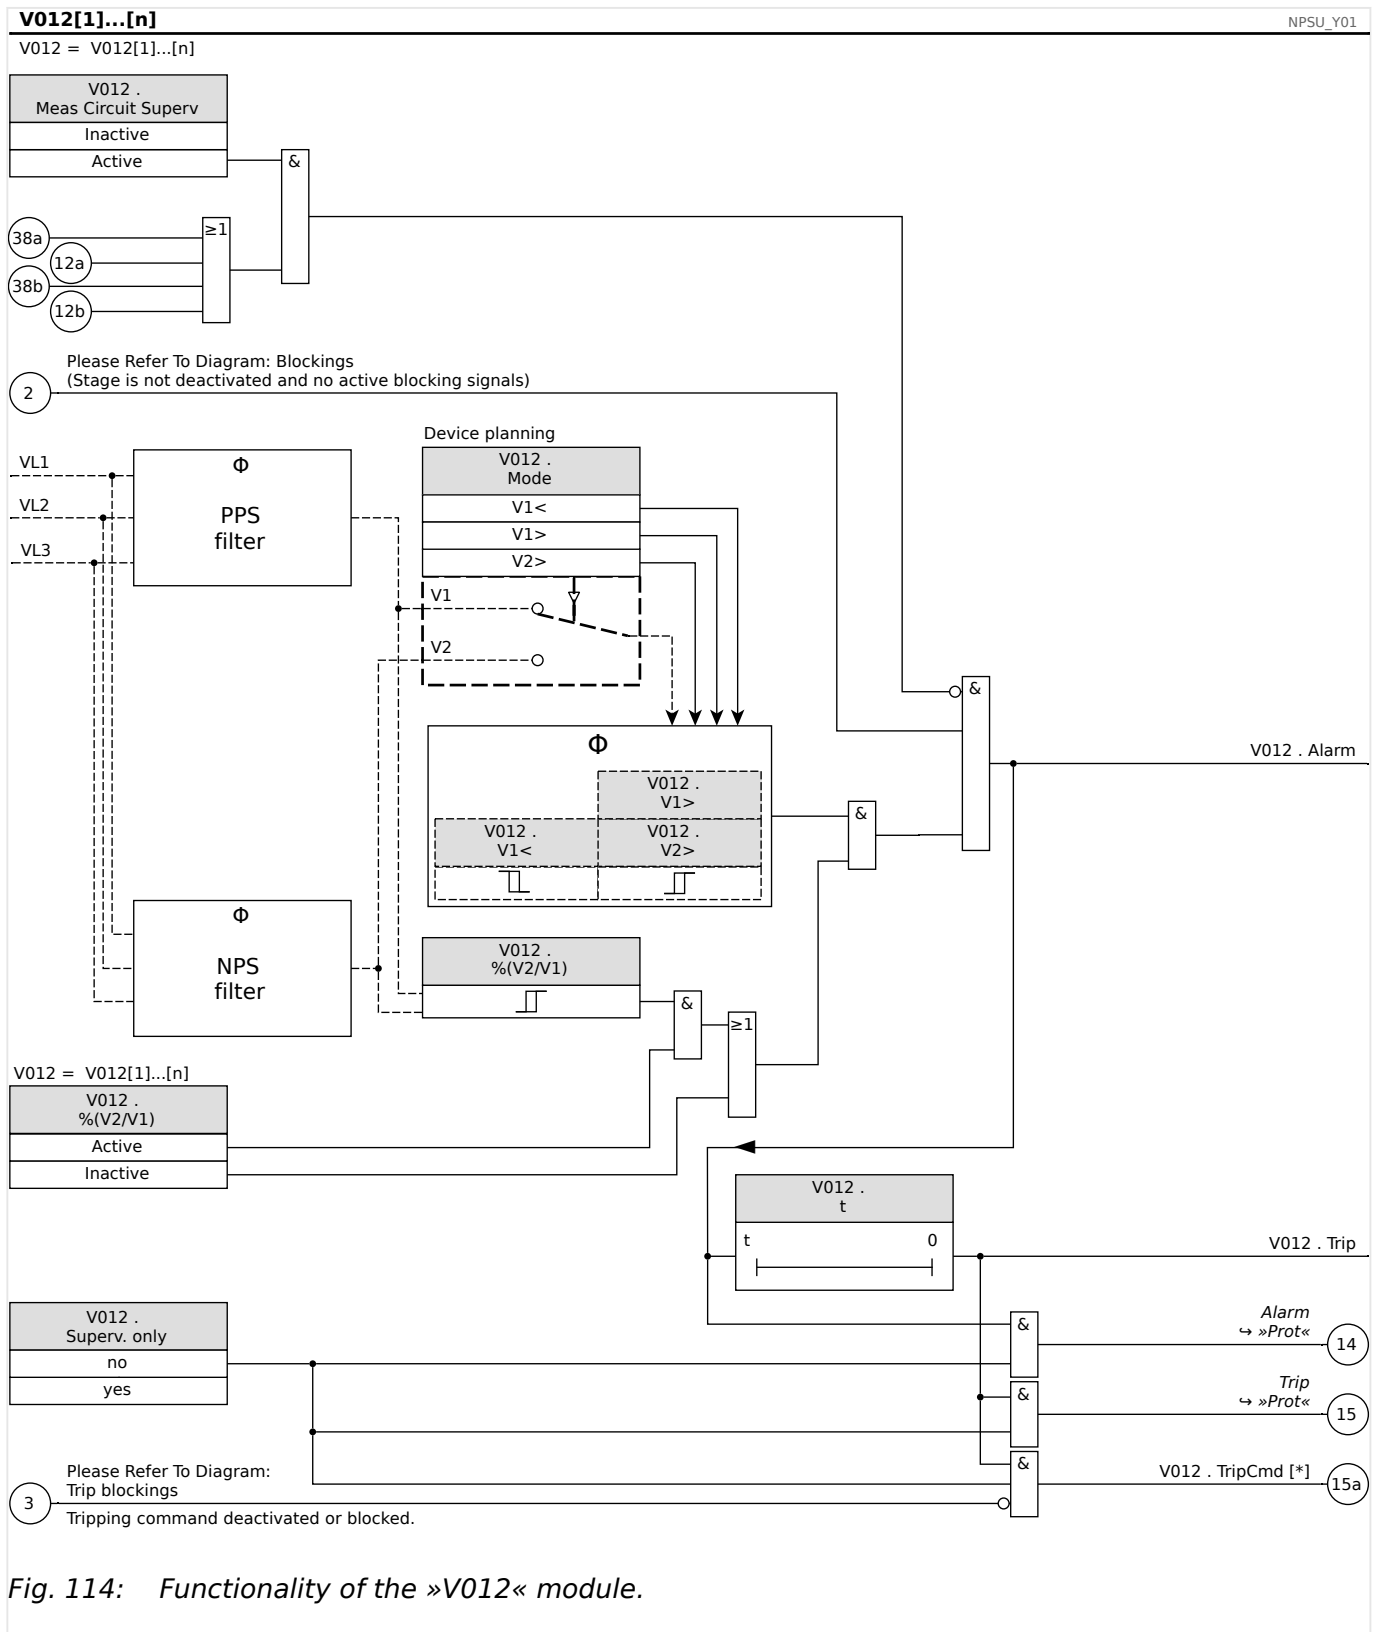 V012[1]...[n]
NPSU_Y01
V012 = V012[1]...[n]
V012 .
Meas Circuit Superv
Inactive
Active
&
38a
≥1
12a
38b
12b
Please Refer To Diagram: Blockings
(Stage is not deactivated and no active blocking signals)
2
Device planning
V012 .
Mode
V1<
V1>
V2>
VL1
VL2
VL3
Φ
PPS
filter
V1
V2
&
V012 . Alarm
Φ
V012 .
V1>
V012 .
V1<
V012 .
V2>
&
Φ
NPS
filter
V012 .
%(V2/V1)
&
≥1
V012 = V012[1]...[n]
V012 .
%(V2/V1)
Active
Inactive
V012 .
t
t
0
V012 . Trip
V012 .
Superv. only
no
yes
&
Alarm
↪ »Prot«
14
&
Trip
↪ »Prot«
15
&
V012 . TripCmd [*]
15a
Please Refer To Diagram:
Trip blockings
3
Tripping command deactivated or blocked.
Fig. 114: Functionality of the »V012« module.